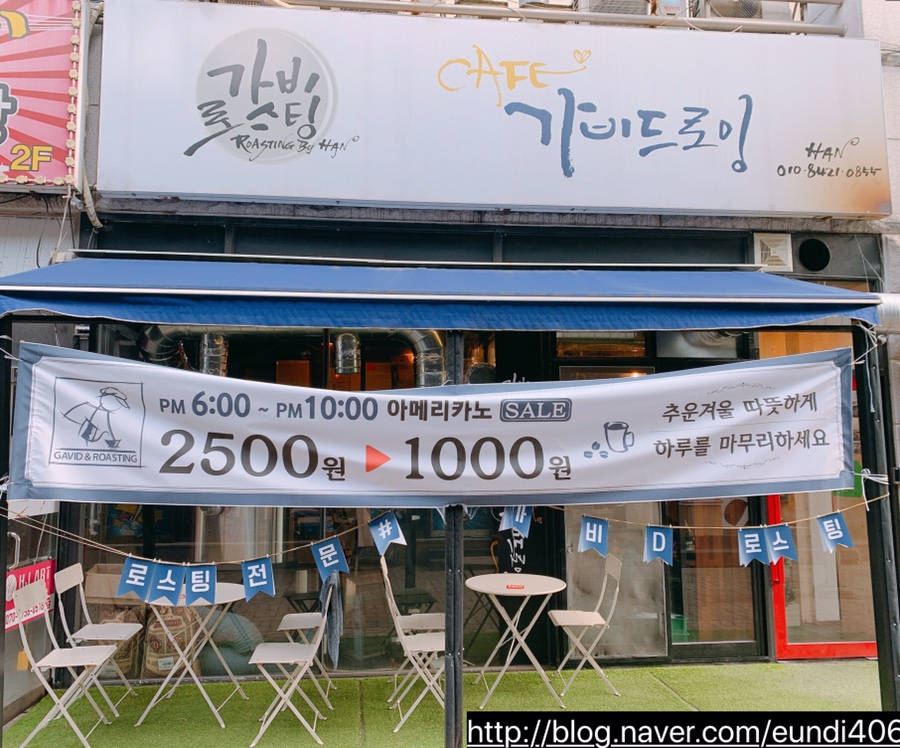 가비
로스팅
ROASTING By HAN
CAFE
가비드로잉
HAN
010-8421-0855
2F
PM 6:00 ~ PM 10:00 아메리카노 SALE
2500원 ▶ 1000원
GAVID & ROASTING
추운겨울 따뜻하게
하루를 마무리하세요
로스팅전문 #
비 D 로스팅
http://blog.naver.com/eundi406